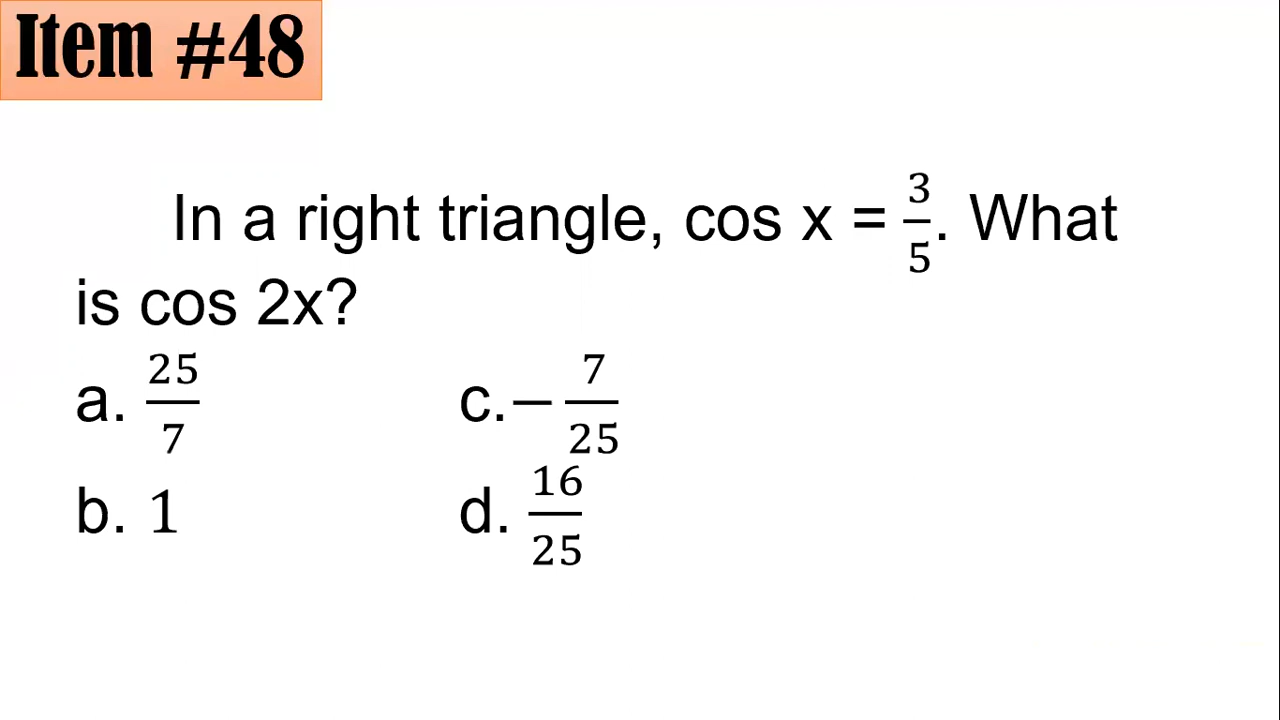 Item #48
In a right triangle, cos x = 3/5. What
is cos 2x?
a. 25/7 c. − 7/25
b. 1 d. 16/25